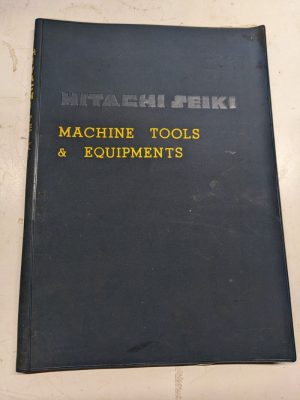 HITACHI SEIKI
MACHINE TOOLS
& EQUIPMENTS